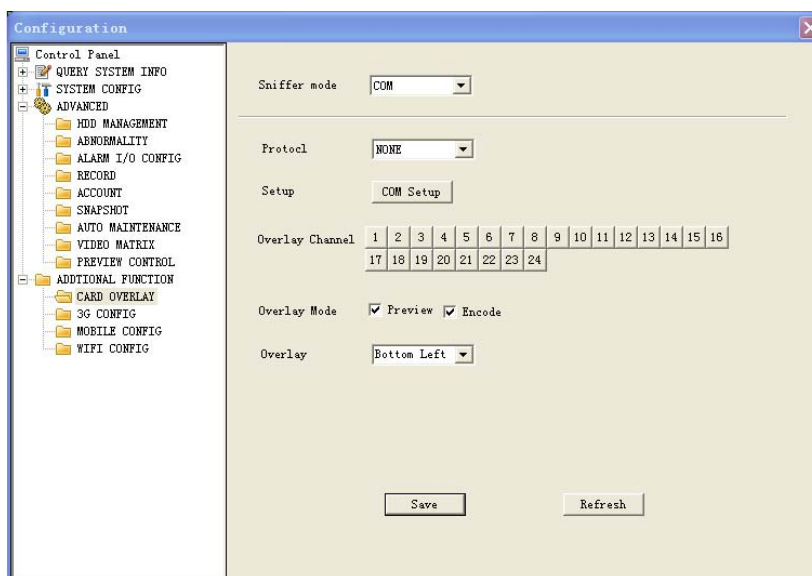 Configuration
Control Panel
QUERY SYSTEM INFO
SYSTEM CONFIG
ADVANCED
HDD MANAGEMENT
ABNORMALITY
ALARM I/O CONFIG
RECORD
ACCOUNT
SNAPSHOT
AUTO MAINTENANCE
VIDEO MATRIX
PREVIEW CONTROL
ADDTIONAL FUNCTION
CARD OVERLAY
3G CONFIG
MOBILE CONFIG
WIFI CONFIG
Sniffer mode COM
Protocl NONE
Setup COM Setup
Overlay Channel 1 2 3 4 5 6 7 8 9 10 11 12 13 14 15 16
17 18 19 20 21 22 23 24
Overlay Mode Preview Encode
Overlay Bottom Left
Save Refresh